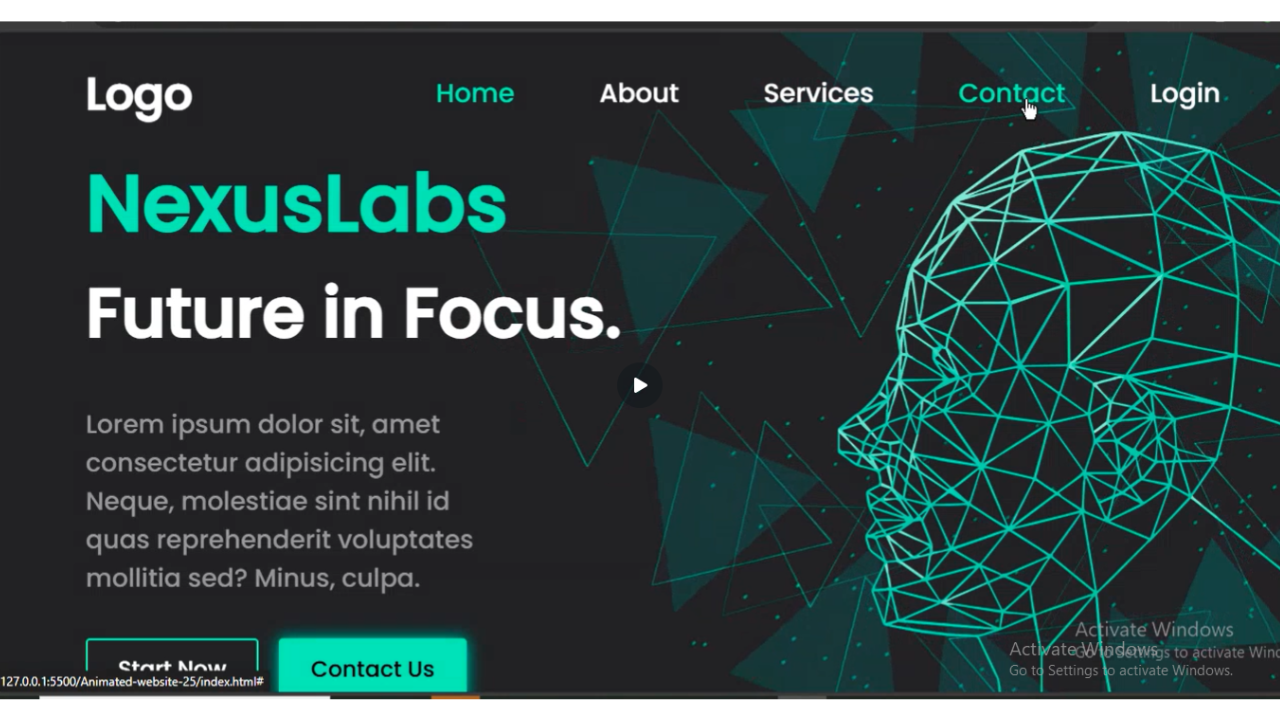 Logo
Home About Services Contact Login
NexusLabs
Future in Focus.
Lorem ipsum dolor sit, amet
consectetur adipisicing elit.
Neque, molestiae sint nihil id
quas reprehenderit voluptates
mollitia sed? Minus, culpa.
Start Now Contact Us
127.0.0.1:5500/Animated-website-25/index.html#
Activate Windows
Go to Settings to activate Wind
Activate Windows
Go to Settings to activate Windows.